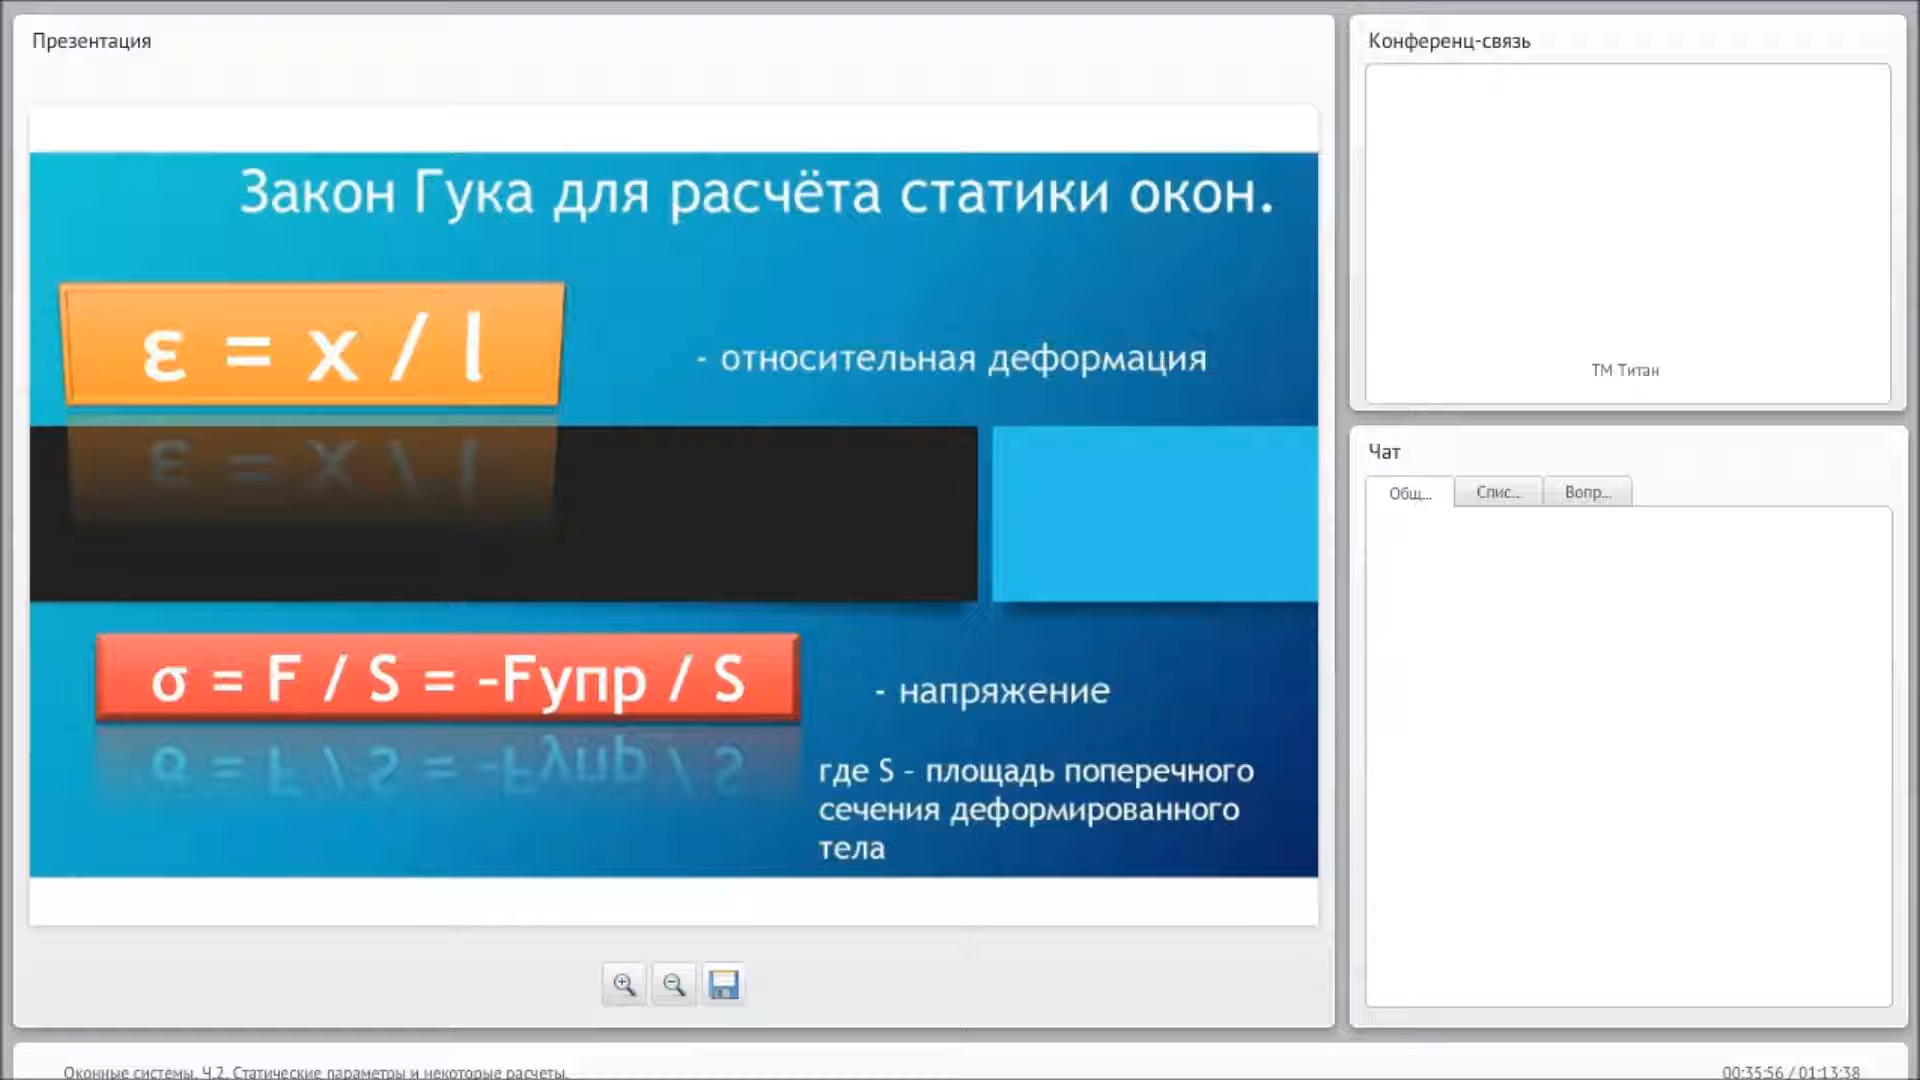 Презентация
Закон Гука для расчёта статики окон.
ε = x / l
- относительная деформация
σ = F / S = -Fупр / S
- напряжение
где S - площадь поперечного
сечения деформированного
тела
Конференц-связь
ТМ Титан
Чат
Общ...
Спис...
Вопр...
Оконные системы. Ч.2. Статические параметры и некоторые расчеты.
00:35:56 / 01:13:38